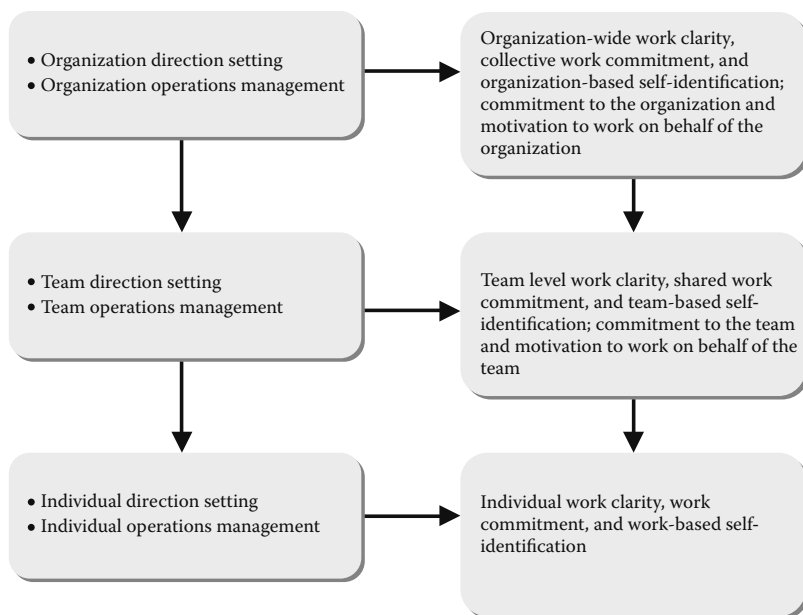 • Organization direction setting
• Organization operations management
Organization-wide work clarity,
collective work commitment, and
organization-based self-identification;
commitment to the organization and
motivation to work on behalf of the
organization
• Team direction setting
• Team operations management
Team level work clarity, shared work
commitment, and team-based self-
identification; commitment to the team
and motivation to work on behalf of the
team
• Individual direction setting
• Individual operations management
Individual work clarity, work
commitment, and work-based self-
identification